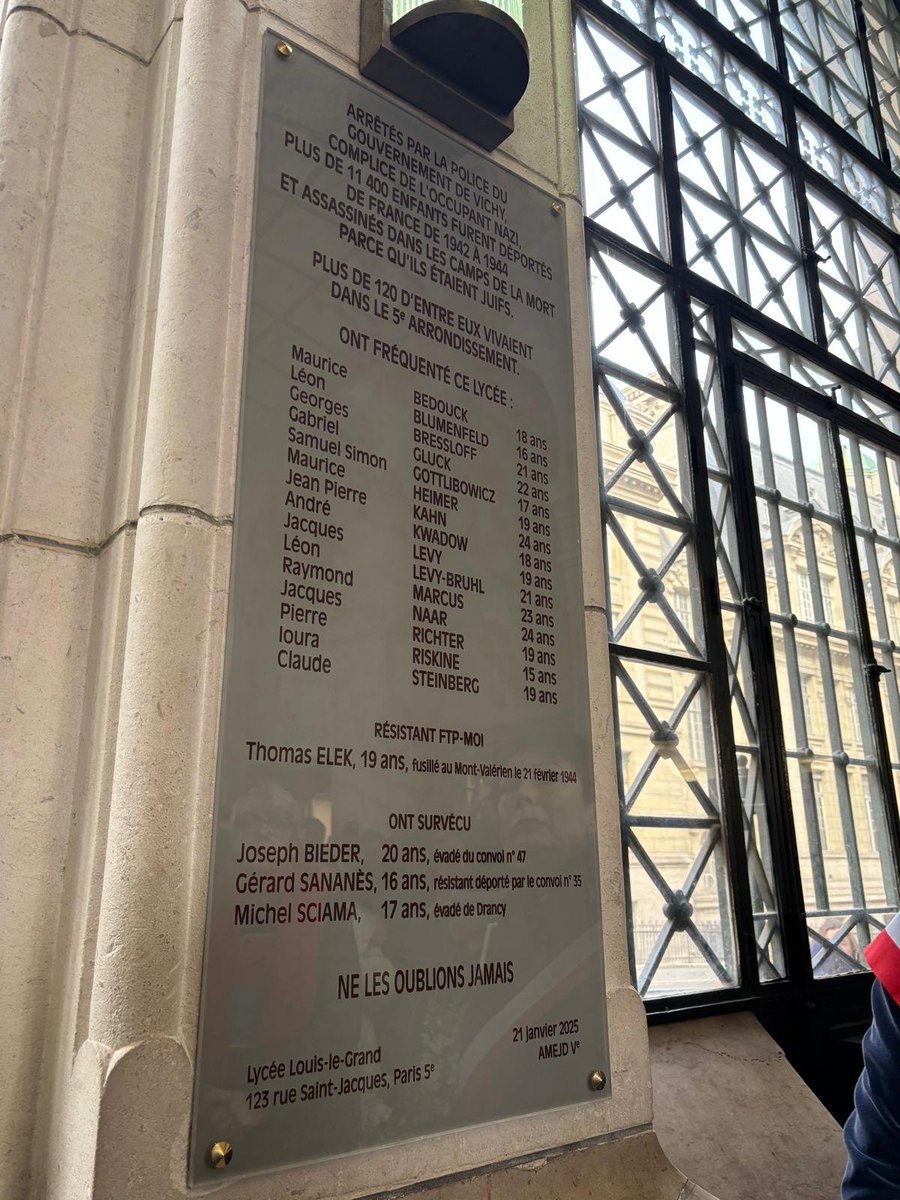 ARRÊTÉS PAR LA POLICE DU
GOUVERNEMENT DE VICHY,
COMPLICE DE L'OCCUPANT NAZI,
PLUS DE 11 400 ENFANTS FURENT DÉPORTÉS
DE FRANCE DE 1942 À 1944
ET ASSASSINÉS DANS LES CAMPS DE LA MORT
PARCE QU'ILS ÉTAIENT JUIFS.
PLUS DE 120 D'ENTRE EUX VIVAIENT
DANS LE 5e ARRONDISSEMENT.
ONT FRÉQUENTÉ CE LYCÉE :
Maurice BEDOUCK 18 ans
Léon BLUMENFELD 16 ans
Georges BRESSLOFF 21 ans
Gabriel GLUCK 22 ans
Samuel Simon GOTTLIBOWICZ 17 ans
Maurice HEIMER 19 ans
Jean Pierre KAHN 24 ans
André KWADOW 18 ans
Jacques LEVY 19 ans
Léon LEVY-BRUHL 21 ans
Raymond MARCUS 23 ans
Jacques NAAR 24 ans
Pierre RICHTER 19 ans
Ioura RISKINE 15 ans
Claude STEINBERG 19 ans
RÉSISTANT FTP-MOI
Thomas ELEK, 19 ans, fusillé au Mont-Valérien le 21 février 1944
ONT SURVÉCU
Joseph BIEDER, 20 ans, évadé du convoi n° 47
Gérard SANANÈS, 16 ans, résistant déporté par le convoi n° 35
Michel SCIAMA, 17 ans, évadé de Drancy
NE LES OUBLIONS JAMAIS
Lycée Louis-le-Grand
123 rue Saint-Jacques, Paris 5e
21 janvier 2025
AMEJD Ve